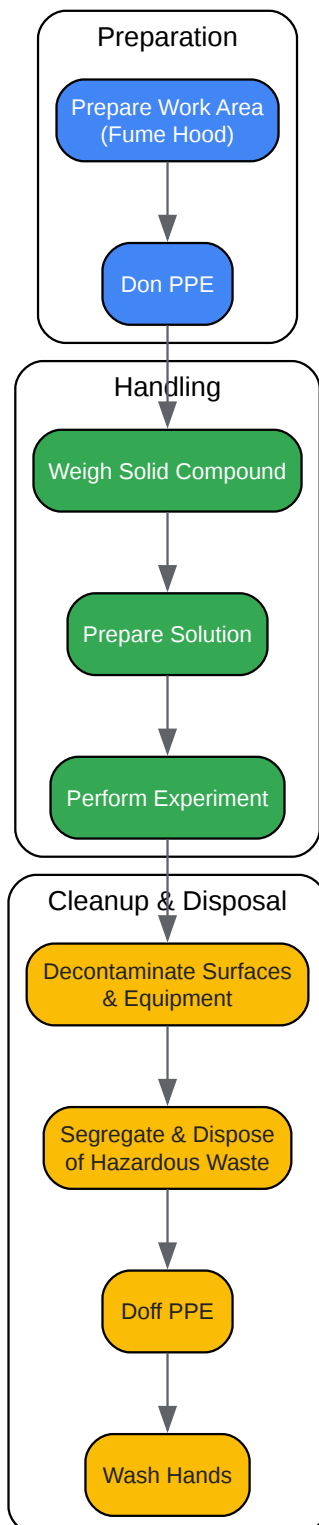 Preparation
Prepare Work Area
(Fume Hood)
Don PPE
Handling
Weigh Solid Compound
Prepare Solution
Perform Experiment
Cleanup & Disposal
Decontaminate Surfaces
& Equipment
Segregate & Dispose
of Hazardous Waste
Doff PPE
Wash Hands